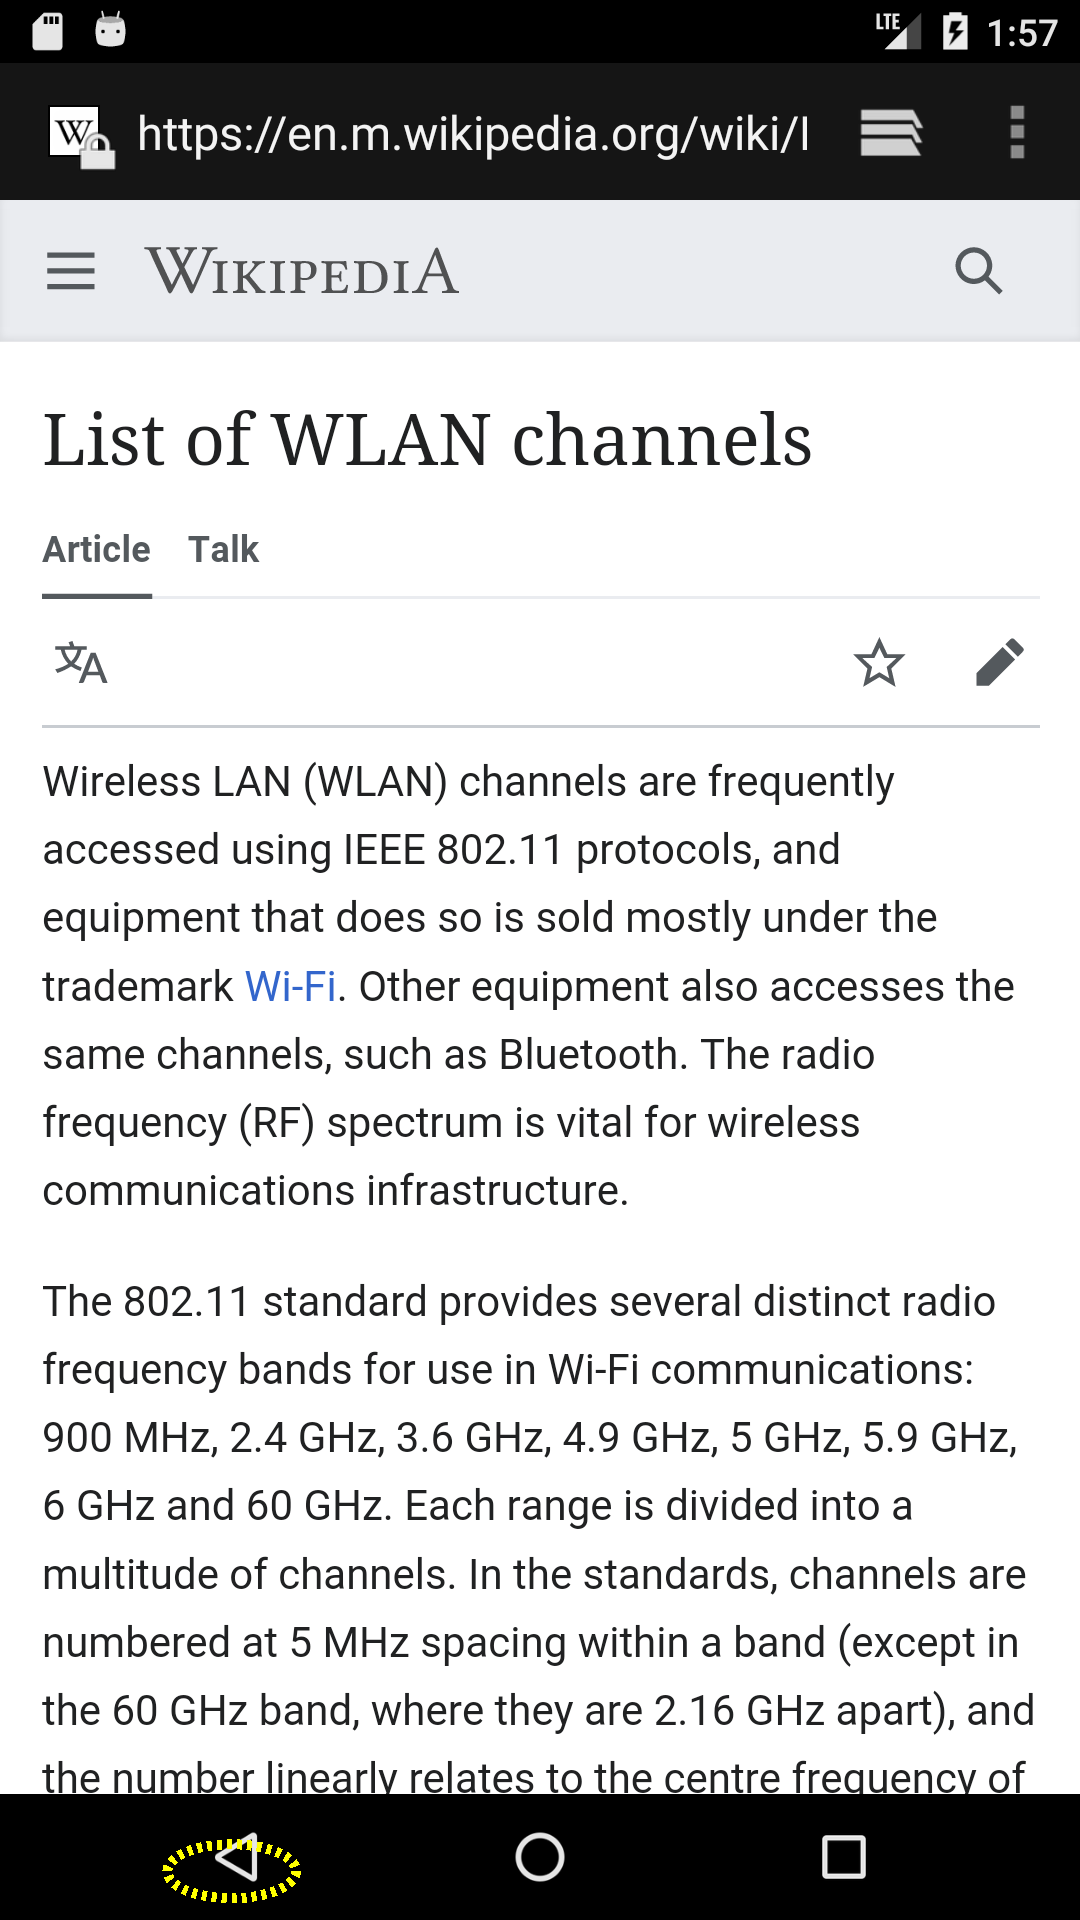 LTE 1:57
W https://en.m.wikipedia.org/wiki/l
WIKIPEDIA
List of WLAN channels
Article Talk
文A
Wireless LAN (WLAN) channels are frequently
accessed using IEEE 802.11 protocols, and
equipment that does so is sold mostly under the
trademark Wi-Fi. Other equipment also accesses the
same channels, such as Bluetooth. The radio
frequency (RF) spectrum is vital for wireless
communications infrastructure.
The 802.11 standard provides several distinct radio
frequency bands for use in Wi-Fi communications:
900 MHz, 2.4 GHz, 3.6 GHz, 4.9 GHz, 5 GHz, 5.9 GHz,
6 GHz and 60 GHz. Each range is divided into a
multitude of channels. In the standards, channels are
numbered at 5 MHz spacing within a band (except in
the 60 GHz band, where they are 2.16 GHz apart), and
the number linearly relates to the centre frequency of